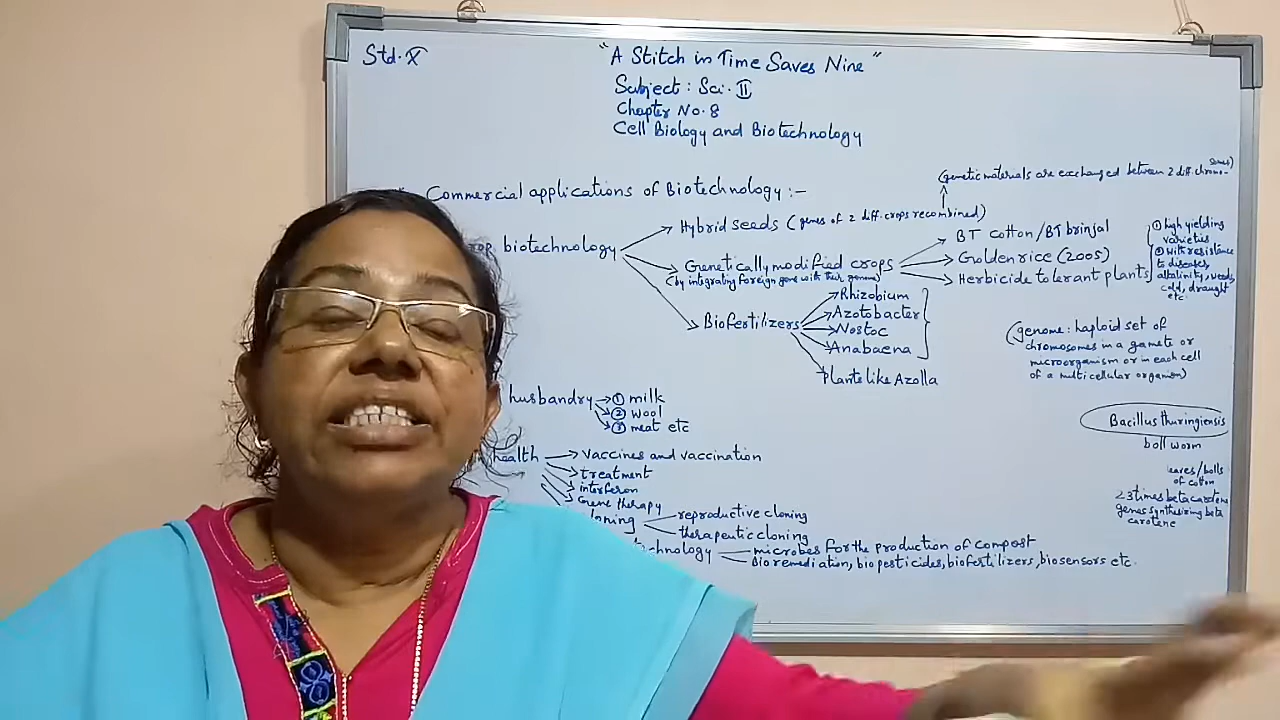 Std. X
"A Stitch in Time Saves Nine"
Subject : Sci. II
Chapter No. 8
Cell Biology and Biotechnology
Commercial applications of Biotechnology :-
(genetic materials are exchanged between 2 diff. chromo-
somes)
biotechnology
Hybrid seeds (genes of 2 diff. crops recombined)
Genetically modified crops
(by integrating foreign gene with their genome)
BT cotton / BT brinjal
Golden rice (2005)
Herbicide tolerant plants
① high yielding
varieties
② with resistance
to diseases,
alkalinity, weeds,
cold, draught
etc.
Biofertilizers
Rhizobium
Azotobacter
Nostoc
Anabaena
Plants like Azolla
(genome : haploid set of
chromosomes in a gamete or
microorganism or in each cell
of a multicellular organism)
husbandry
① milk
② wool
③ meat etc
Bacillus thuringiensis
boll worm
leaves/bolls
of cotton
23 times beta carotene
genes synthesizing beta
carotene
health
vaccines and vaccination
treatment
interferon
Gene therapy
cloning
reproductive cloning
therapeutic cloning
technology
microbes for the production of compost
Bioremediation, biopesticides, biofertilizers, biosensors etc.